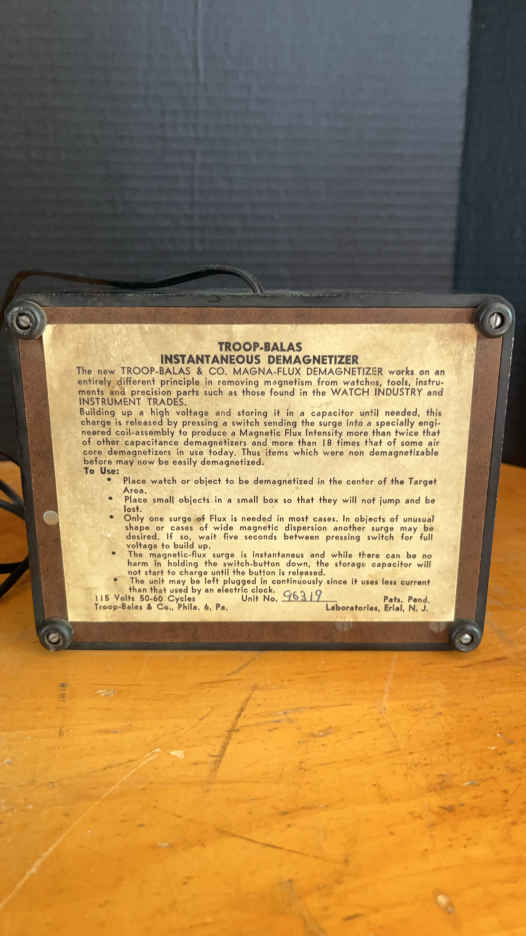 TROOP-BALAS
INSTANTANEOUS DEMAGNETIZER
The new TROOP-BALAS & CO. MAGNA-FLUX DEMAGNETIZER works on an
entirely different principle in removing magnetism from watches, tools, instru-
ments and precision parts such as those found in the WATCH INDUSTRY and
INSTRUMENT TRADES.
Building up a high voltage and storing it in a capacitor until needed, this
charge is released by pressing a switch sending the surge into a specially engi-
neered coil-assembly to produce a Magnetic Flux Intensity more than twice that
of other capacitance demagnetizers and more than 18 times that of some air
core demagnetizers in use today. Thus items which were non demagnetizable
before may now be easily demagnetized.
To Use:
* Place watch or object to be demagnetized in the center of the Target
Area.
* Place small objects in a small box so that they will not jump and be
lost.
* Only one surge of Flux is needed in most cases. In objects of unusual
shape or cases of wide magnetic dispersion another surge may be
desired. If so, wait five seconds between pressing switch for full
voltage to build up.
* The magnetic-flux surge is instantaneus and while there can be no
harm in holding the switch-button down, the storage capacitor will
not start to charge until the button is released.
* The unit may be left plugged in continuously since it uses less current
than that used by an electric clock.
115 Volts 50-60 Cycles Unit No. 96319 Pats. Pend.
Troop-Balas & Co., Phila. 6, Pa. Laboratories, Erial, N. J.